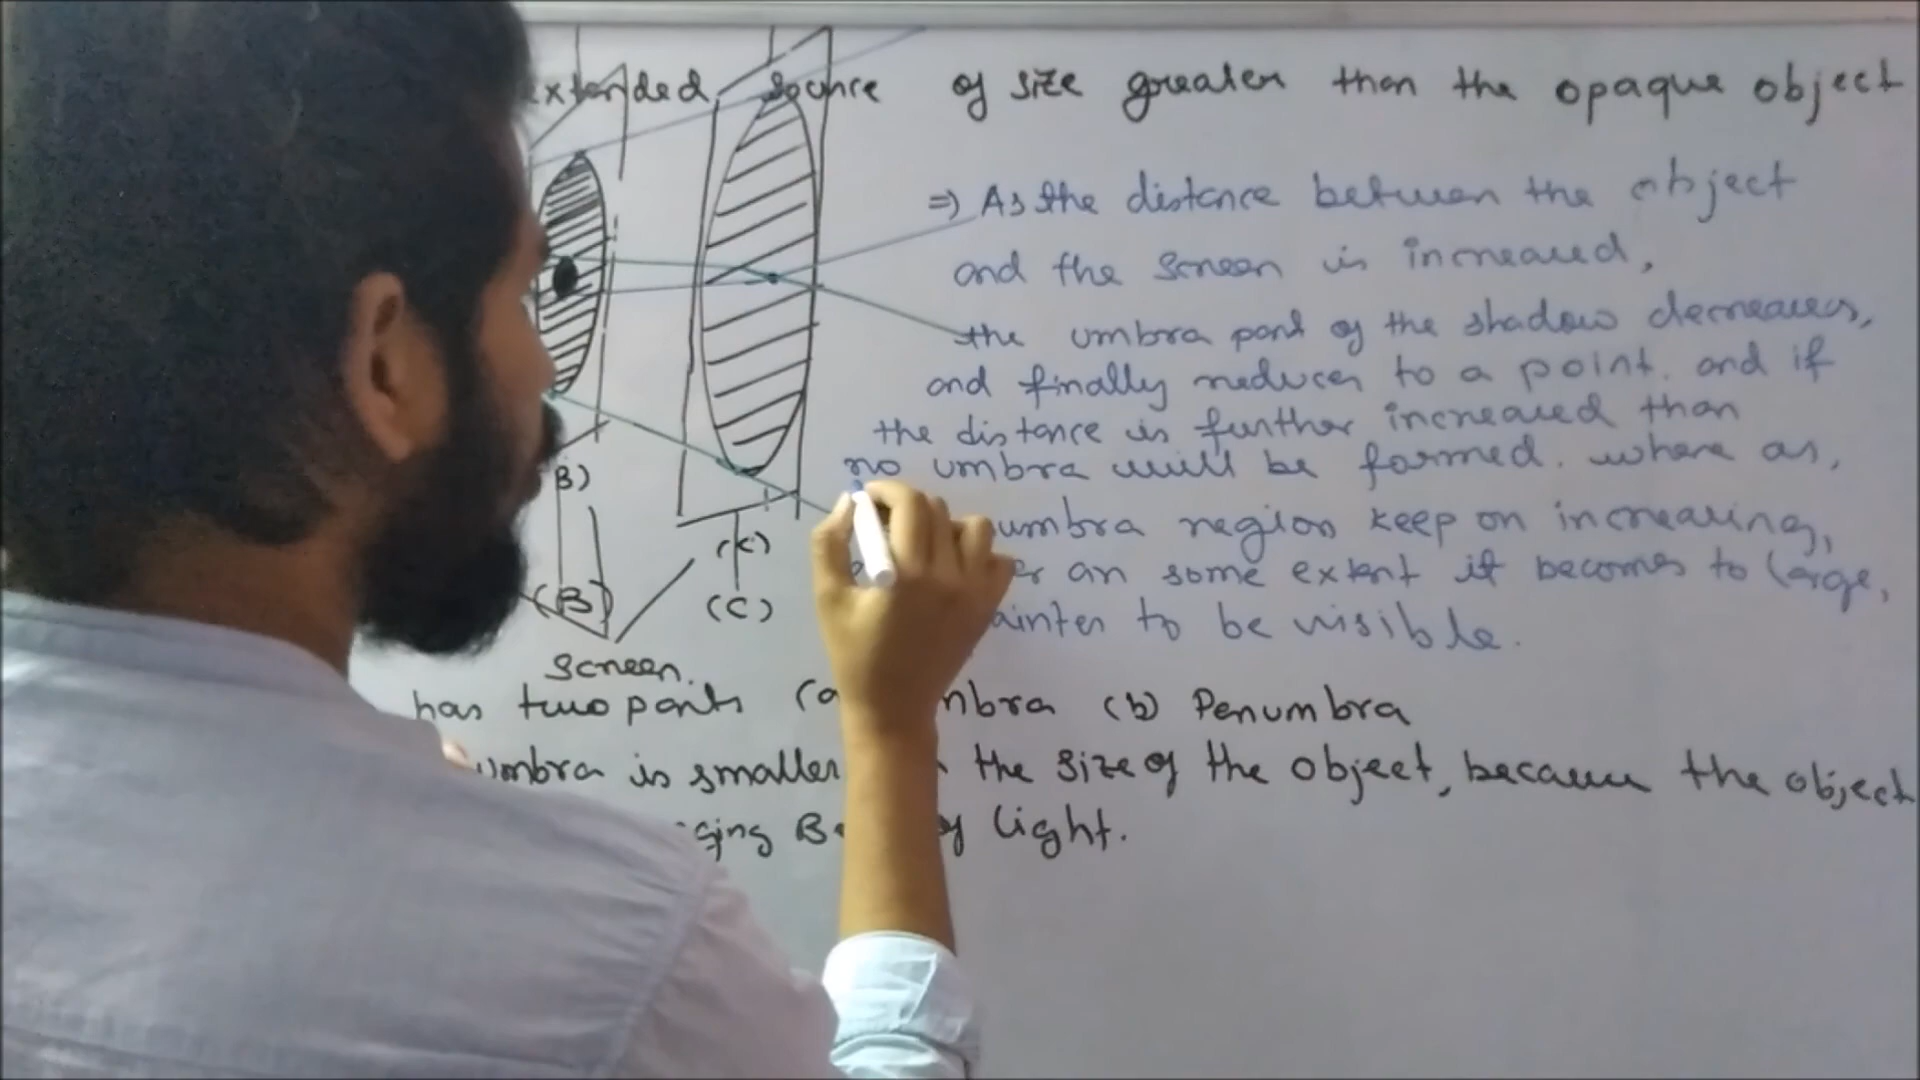 extended source of size greater than the opaque object
=) As the distance between the object
and the screen is increased,
the umbra part of the shadow decreases,
and finally reduces to a point. and if
the distance is further increased than
no umbra will be formed. where as,
umbra region keep on increasing,
an some extent it becomes to large,
ainter to be visible.
B)
(C)
(B)
(C)
Screen.
has two parts (a mbra (b) Penumbra
umbra is smaller the size of the object, because the object
ging light.